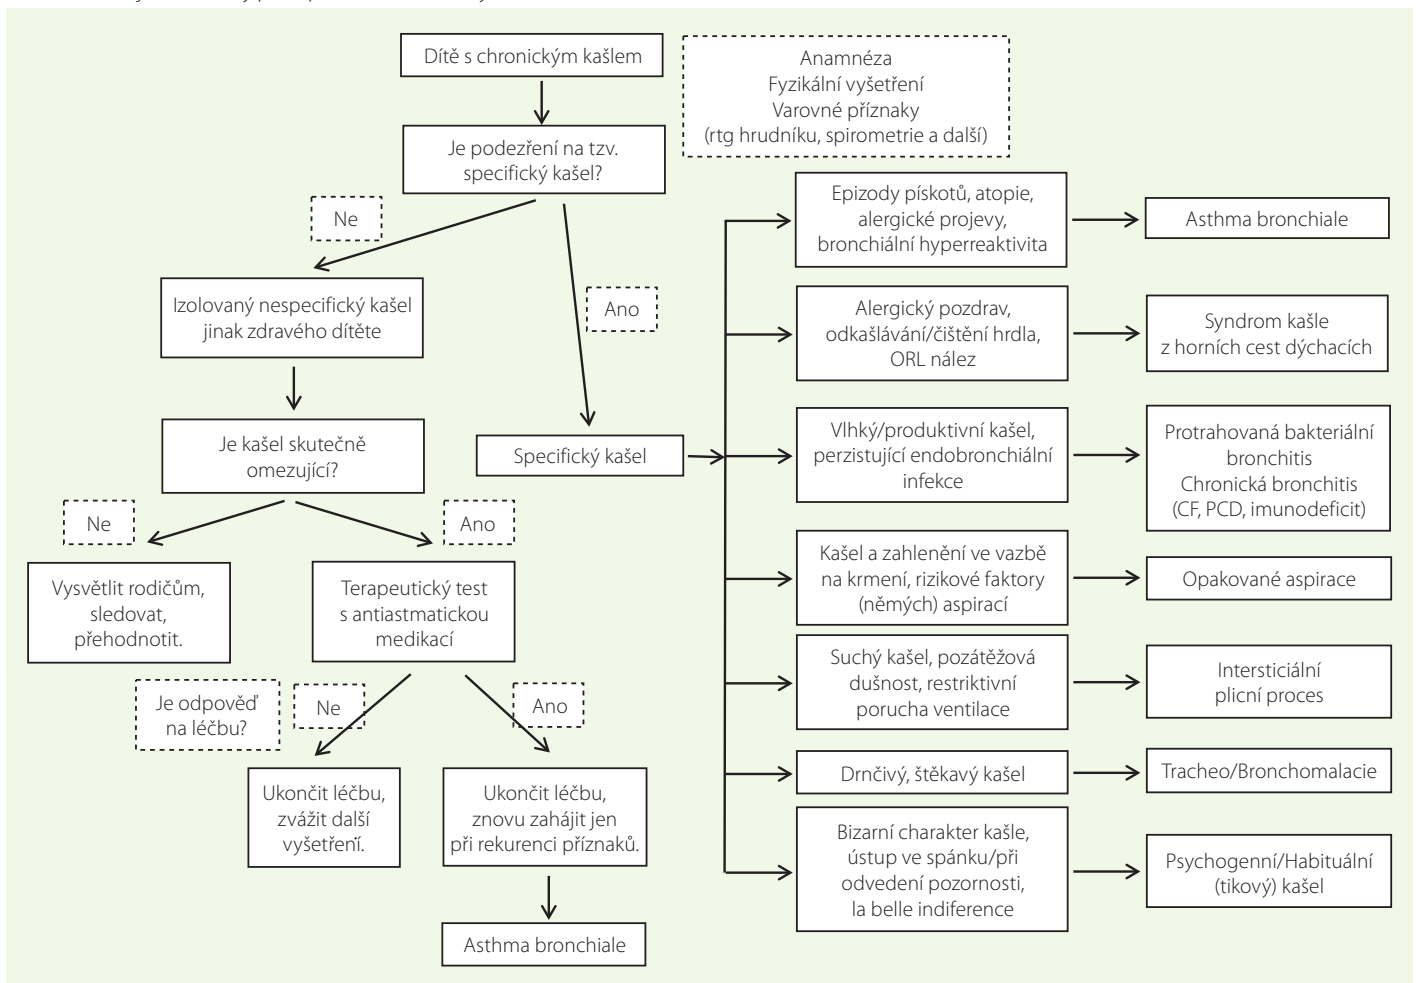 Dítě s chronickým kašlem
Anamnéza
Fyzikální vyšetření
Varovné příznaky
(rtg hrudníku, spirometrie a další)
Je podezření na tzv.
specifický kašel?
Ne
Ano
Izolovaný nespecifický kašel
jinak zdravého dítěte
Je kašel skutečně
omezující?
Ne
Ano
Vysvětlit rodičům,
sledovat,
přehodnotit.
Terapeutický test
s antiastmatickou
medikací
Je odpověď
na léčbu?
Ne
Ano
Ukončit léčbu,
zvážit další
vyšetření.
Ukončit léčbu,
znovu zahájit jen
při rekurenci příznaků.
Asthma bronchiale
Specifický kašel
Epizody pískotů, atopie,
alergické projevy,
bronchiální hyperreaktivita
Asthma bronchiale
Alergický pozdrav,
odkašlávání/čištění hrdla,
ORL nález
Syndrom kašle
z horních cest dýchacích
Vlhký/produktivní kašel,
perzistující endobronchiální
infekce
Protrahovaná bakteriální
bronchitis
Chronická bronchitis
(CF, PCD, imunodeficit)
Kašel a zahlenění ve vazbě
na krmení, rizikové faktory
(němých) aspirací
Opakované aspirace
Suchý kašel, pozátěžová
dušnost, restriktivní
porucha ventilace
Intersticiální
plicní proces
Drnčivý, štěkavý kašel
Tracheo/Bronchomalacie
Bizarní charakter kašle,
ústup ve spánku/při
odvedení pozornosti,
la belle indiference
Psychogenní/Habituální
(tikový) kašel